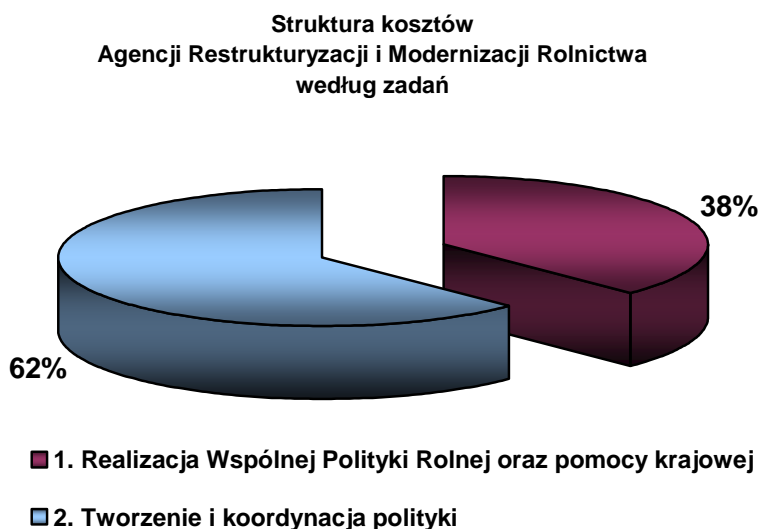 Struktura kosztów
Agencji Restrukturyzacji i Modernizacji Rolnictwa
według zadań
38%
62%
1. Realizacja Wspólnej Polityki Rolnej oraz pomocy krajowej
2. Tworzenie i koordynacja polityki